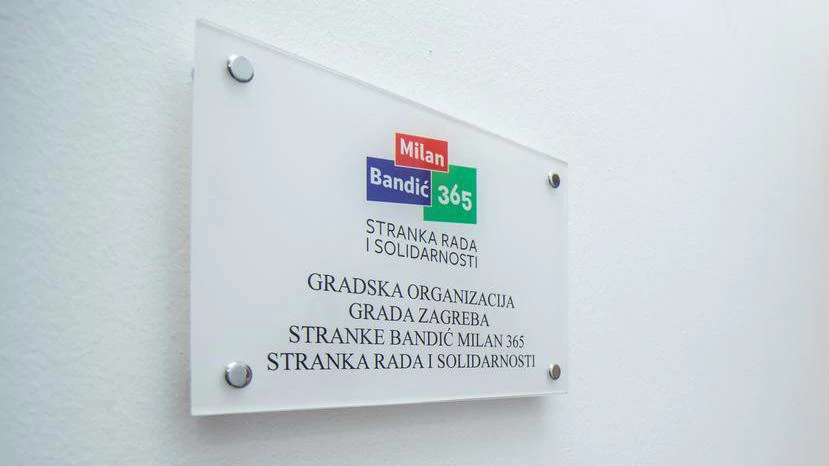 Milan
Bandić 365
STRANKA RADA
I SOLIDARNOSTI
GRADSKA ORGANIZACIJA
GRADA ZAGREBA
STRANKE BANDIĆ MILAN 365
STRANKA RADA I SOLIDARNOSTI